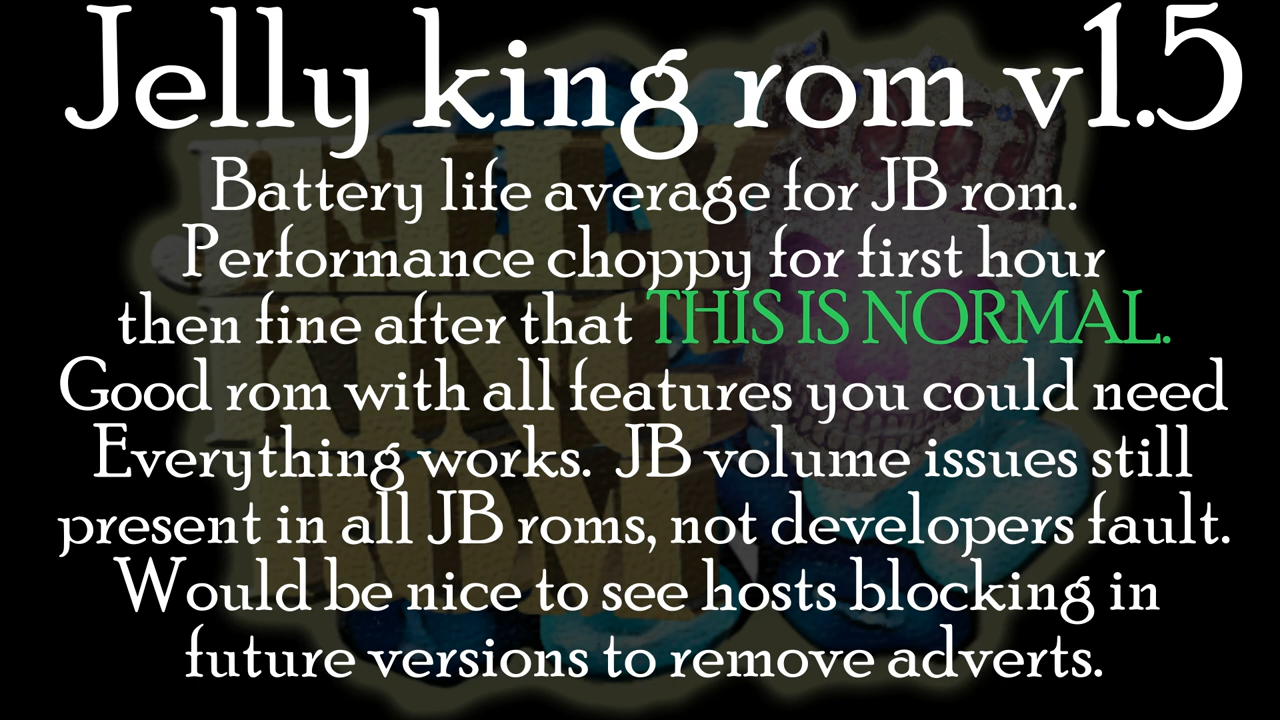 Jelly king rom v1.5
Battery life average for JB rom.
Performance choppy for first hour
then fine after that THIS IS NORMAL.
Good rom with all features you could need
Everything works. JB volume issues still
present in all JB roms, not developers fault.
Would be nice to see hosts blocking in
future versions to remove adverts.
JELLY
KING
ROM